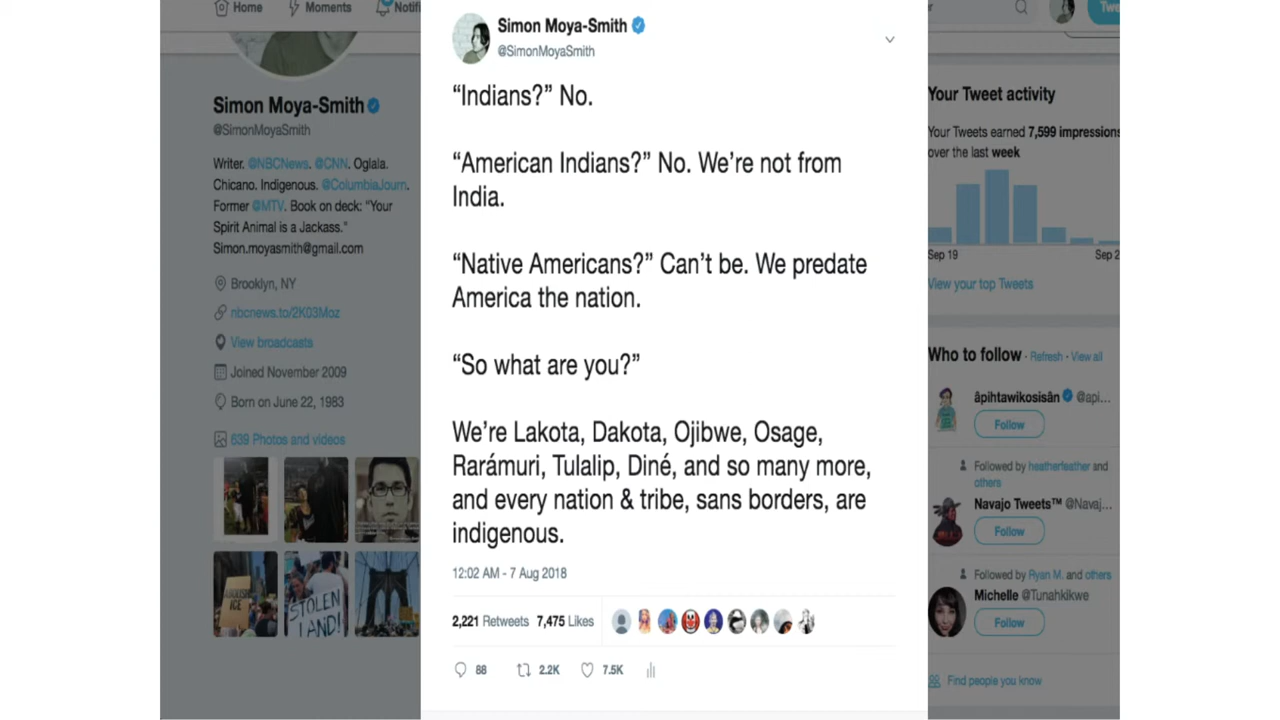 Home
Moments
Notifi
Simon Moya-Smith
@SimonMoyaSmith
Writer. @NBCNews. @CNN. Oglala.
Chicano. Indigenous. @ColumbiaJourn.
Former @MTV. Book on deck: “Your
Spirit Animal is a Jackass."
Simon.moyasmith@gmail.com
Brooklyn, NY
nbcnews.to/2K03Moz
View broadcasts
Joined November 2009
Born on June 22, 1983
639 Photos and videos
ABOLISH
ICE
STOLEN
LAND!
Simon Moya-Smith
@SimonMoyaSmith
“Indians?” No.
“American Indians?” No. We’re not from
India.
“Native Americans?” Can’t be. We predate
America the nation.
“So what are you?”
We’re Lakota, Dakota, Ojibwe, Osage,
Rarámuri, Tulalip, Diné, and so many more,
and every nation & tribe, sans borders, are
indigenous.
12:02 AM - 7 Aug 2018
2,221 Retweets 7,475 Likes
88 2.2K 7.5K
Twe
Your Tweet activity
Your Tweets earned 7,599 impressions
over the last week
Sep 19 Sep 2
View your top Tweets
Who to follow · Refresh · View all
âpihtawikosisân @api...
Follow
Followed by heatherfeather and
others
Navajo Tweets™ @Navaj...
Follow
Followed by Ryan M. and others
Michelle @Tunahkikwe
Follow
Find people you know